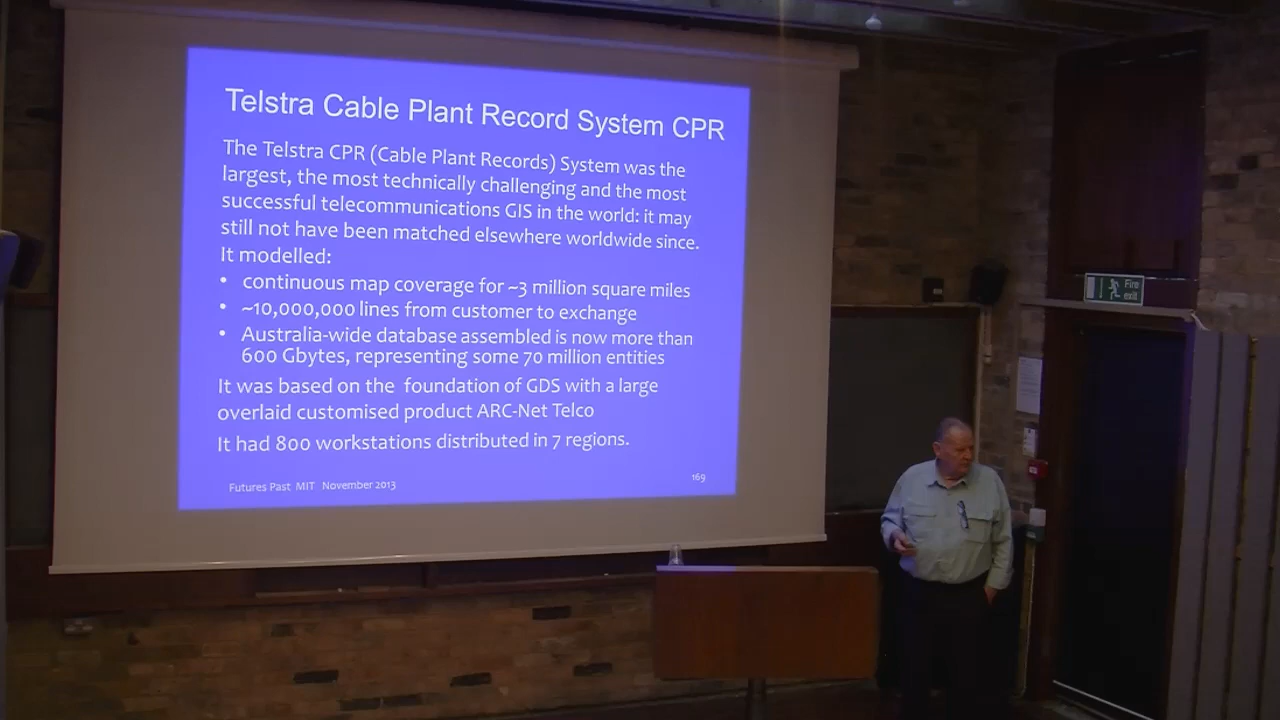 Telstra Cable Plant Record System CPR
The Telstra CPR (Cable Plant Records) System was the
largest, the most technically challenging and the most
successful telecommunications GIS in the world: it may
still not have been matched elsewhere worldwide since.
It modelled:
• continuous map coverage for ~3 million square miles
• ~10,000,000 lines from customer to exchange
• Australia-wide database assembled is now more than
600 Gbytes, representing some 70 million entities
It was based on the foundation of GDS with a large
overlaid customised product ARC-Net Telco
It had 800 workstations distributed in 7 regions.
Futures Past MIT November 2013
169
Fire
exit